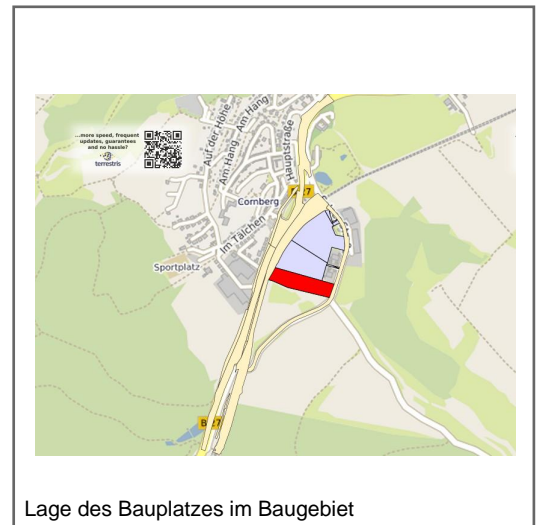 ...more speed, frequent
updates, guarantees
and no hassle?
terrestris
Auf der Höhe
Am Hang
Am Hang
Hauptstraße
B 27
Cornberg
Im Tälchen
Sportplatz
B 27
Lage des Bauplatzes im Baugebiet